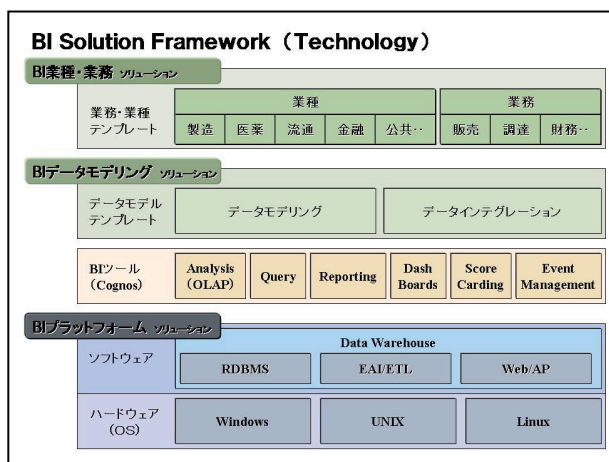 BI Solution Framework（Technology）
BI業種・業務 ソリューション
業務・業種
テンプレート
業種
業務
製造 医薬 流通 金融 公共‥ 販売 調達 財務‥
BIデータモデリング ソリューション
データモデル
テンプレート
データモデリング データインテグレーション
BIツール
（Cognos）
Analysis
(OLAP)
Query
Reporting
Dash
Boards
Score
Carding
Event
Management
BIプラットフォーム ソリューション
ソフトウェア
Data Warehouse
RDBMS EAI/ETL Web/AP
ハードウェア
(OS)
Windows UNIX Linux